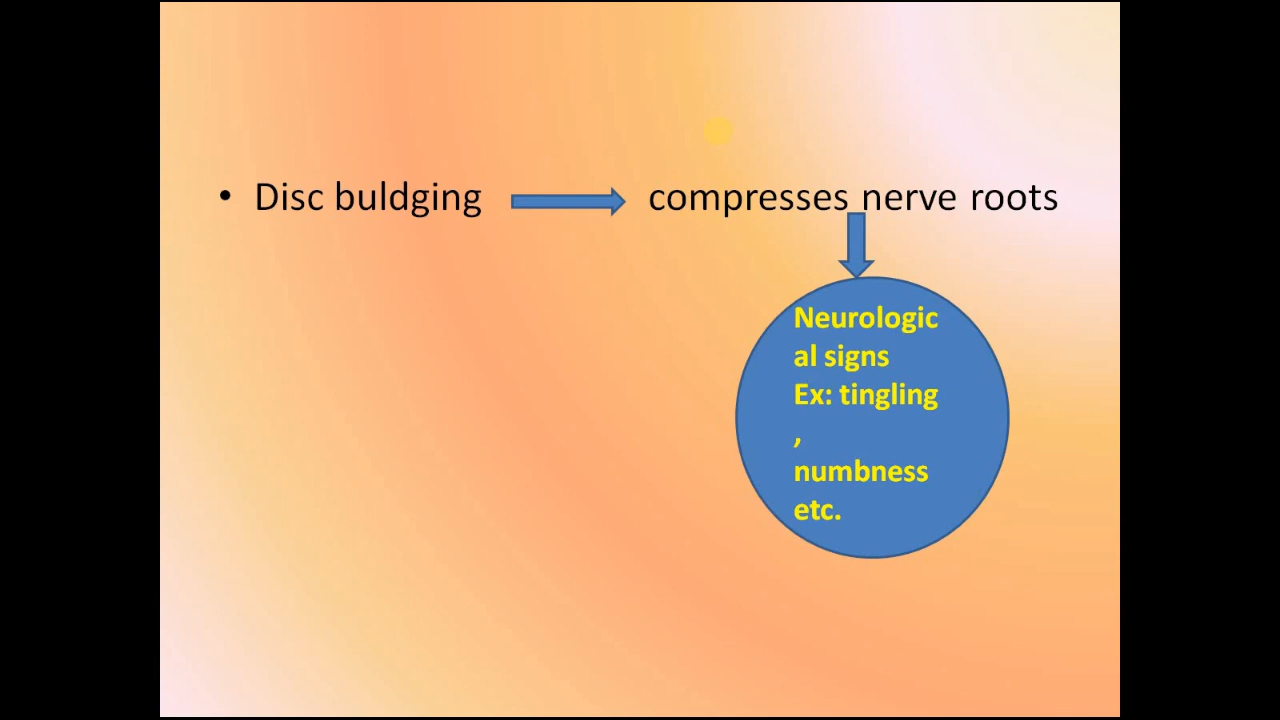 • Disc buldging compresses nerve roots
Neurologic
al signs
Ex: tingling
,
numbness
etc.